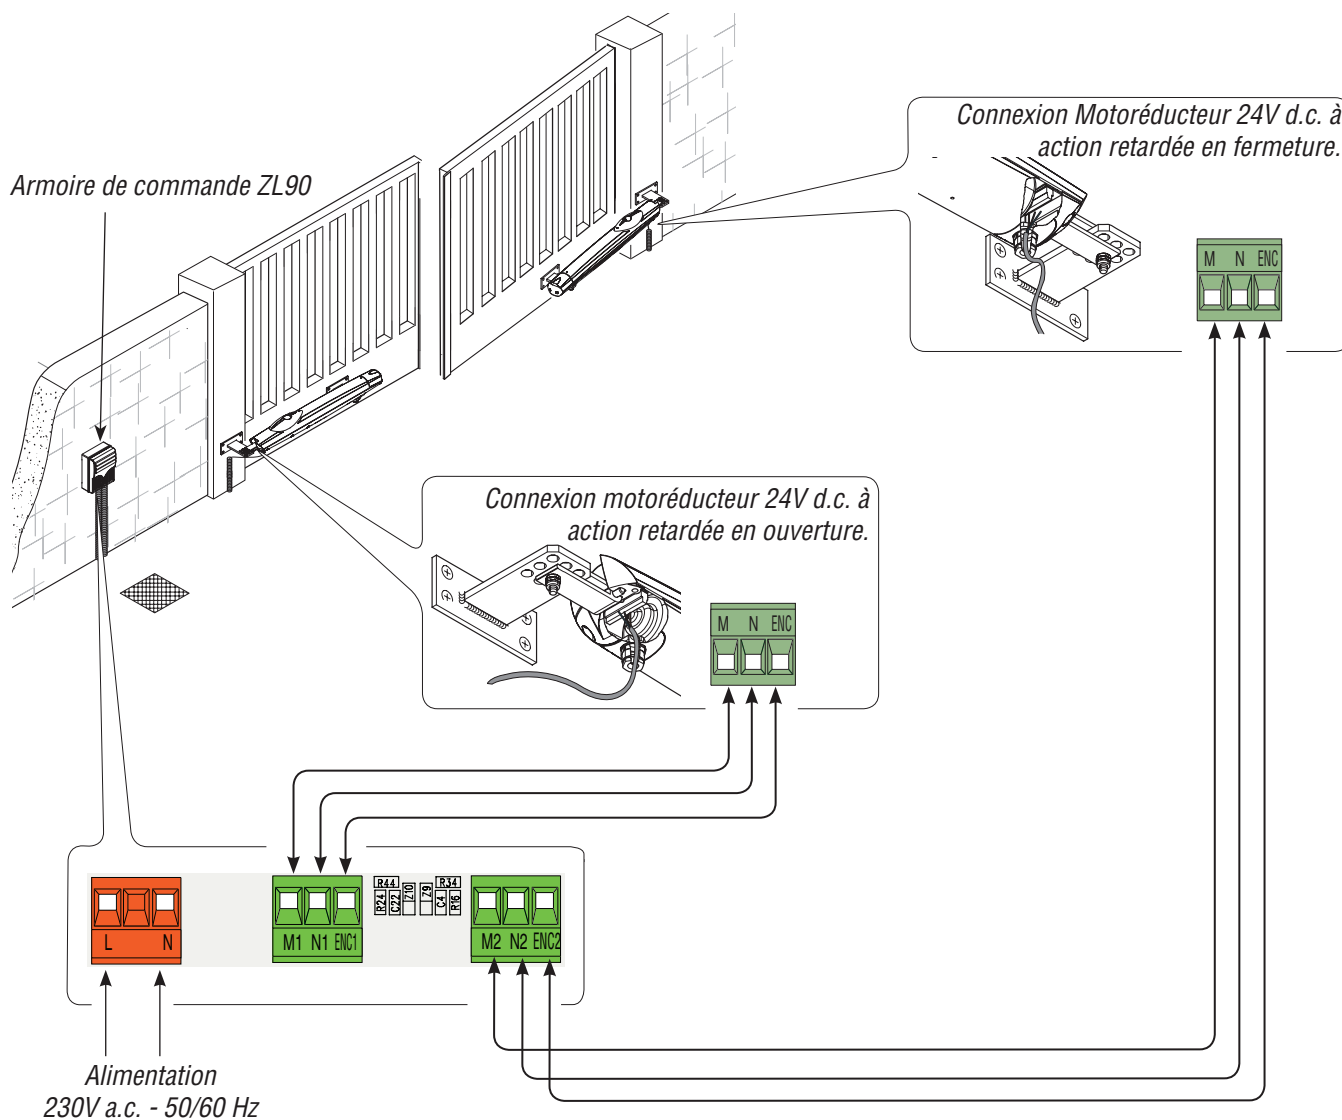 Connexion Motoréducteur 24V d.c. à
action retardée en fermeture.
Armoire de commande ZL90
M N ENC
Connexion motoréducteur 24V d.c. à
action retardée en ouverture.
M N ENC
L N
M1 N1 ENC1
R44
R24
C22
Z10
Z9
R34
C4
R16
M2 N2 ENC2
Alimentation
230V a.c. - 50/60 Hz